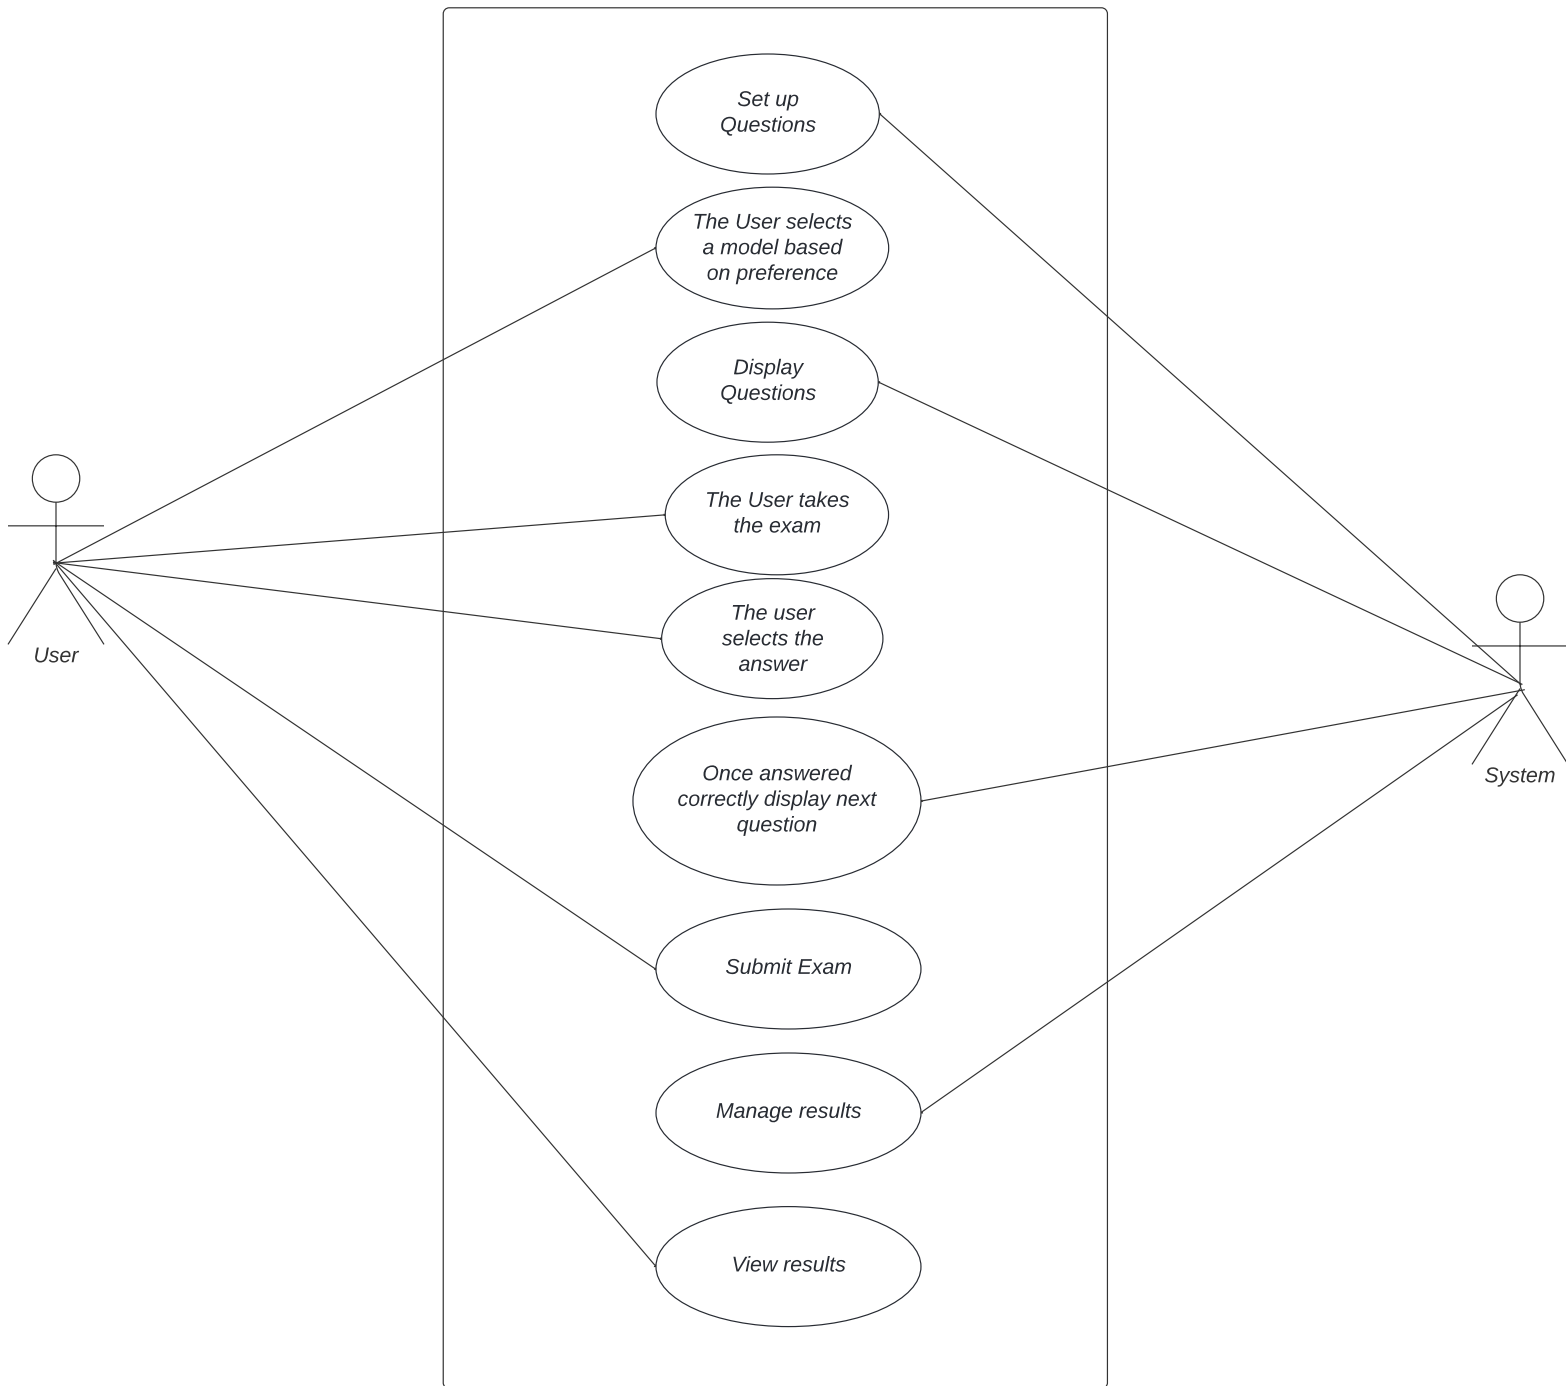 Set up
Questions
The User selects
a model based
on preference
Display
Questions
The User takes
the exam
The user
selects the
answer
User
Once answered
correctly display next
question
System
Submit Exam
Manage results
View results